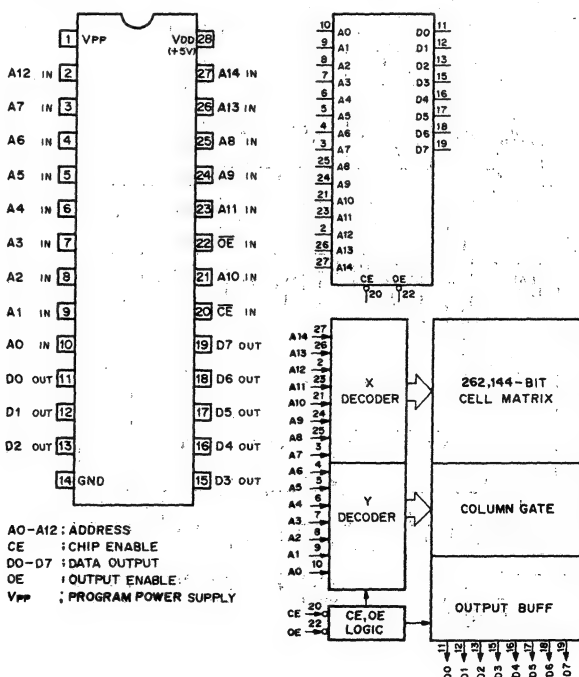 1 VPP VDD 28
(+5V)
A12 IN 2 27 A14 IN
A7 IN 3 26 A13 IN
A6 IN 4 25 A8 IN
A5 IN 5 24 A9 IN
A4 IN 6 23 A11 IN
A3 IN 7 22 OE IN
A2 IN 8 21 A10 IN
A1 IN 9 20 CE IN
A0 IN 10 19 D7 OUT
D0 OUT 11 18 D6 OUT
D1 OUT 12 17 D5 OUT
D2 OUT 13 16 D4 OUT
14 GND 15 D3 OUT
A0-A12 ; ADDRESS
CE ; CHIP ENABLE
D0-D7 ; DATA OUTPUT
OE ; OUTPUT ENABLE
VPP ; PROGRAM POWER SUPPLY
10 A0 D0 11
9 A1 D1 12
8 A2 D2 13
7 A3 D3 15
6 A4 D4 16
5 A5 D5 17
4 A6 D6 18
3 A7 D7 19
25 A8
24 A9
21 A10
23 A11
2 A12
26 A13
27 A14
CE OE
20 22
A14 27
A13 26
A12 2
A11 23
A10 21
A9 24
A8 25
A7 3
A6 4
A5 5
A4 6
A3 7
A2 8
A1 9
A0 10
X
DECODER
Y
DECODER
262,144-BIT
CELL MATRIX
COLUMN GATE
OUTPUT BUFF
CE 20
OE 22
CE,OE
LOGIC
11 12 13 15 16 17 18 19
D0 D1 D2 D3 D4 D5 D6 D7